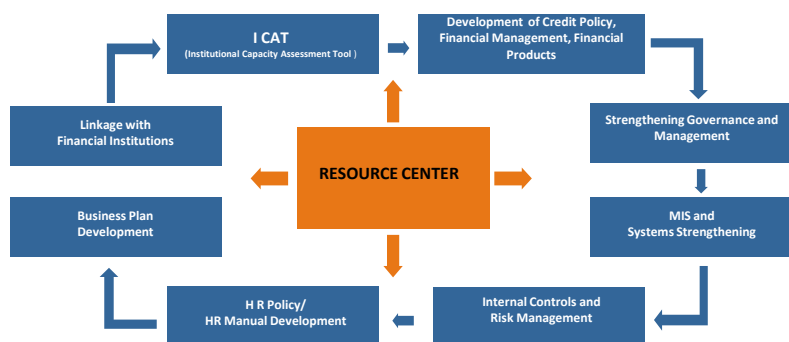 I CAT
(Institutional Capacity Assessment Tool )
Development of Credit Policy,
Financial Management, Financial
Products
Linkage with
Financial Institutions
Strengthening Governance and
Management
RESOURCE CENTER
Business Plan
Development
MIS and
Systems Strengthening
H R Policy/
HR Manual Development
Internal Controls and
Risk Management